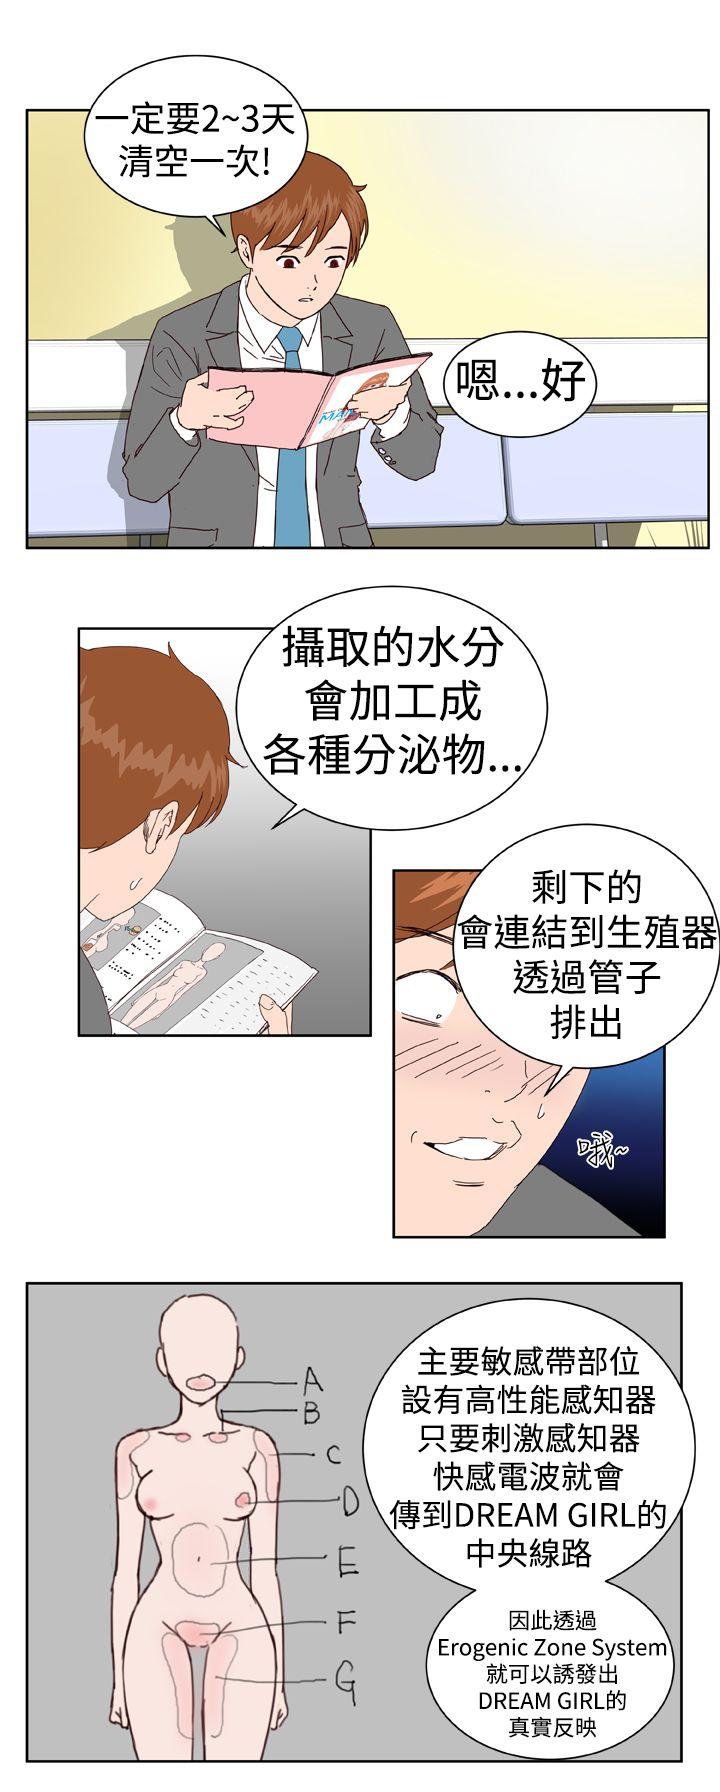 一定要2~3天
清空一次!
嗯...好
攝取的水分
會加工成
各種分泌物...
剩下的
會連結到生殖器
透過管子
排出
哦~
主要敏感帶部位
設有高性能感知器
只要刺激感知器
快感電波就會
傳到DREAM GIRL的
中央線路
A
B
C
D
E
F
G
因此透過
Erogenic Zone System
就可以誘發出
DREAM GIRL的
真實反映